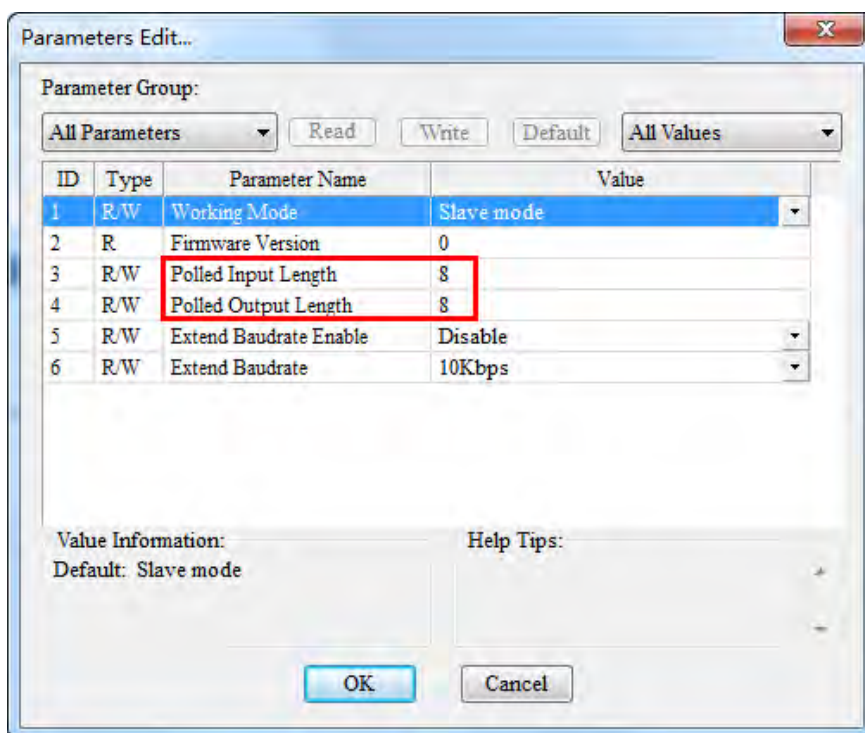 Parameters Edit...
Parameter Group:
All Parameters Read Write Default All Values
ID Type Parameter Name Value
1 R/W Working Mode Slave mode
2 R Firmware Version 0
3 R/W Polled Input Length 8
4 R/W Polled Output Length 8
5 R/W Extend Baudrate Enable Disable
6 R/W Extend Baudrate 10Kbps
Value Information: Help Tips:
Default: Slave mode
OK Cancel